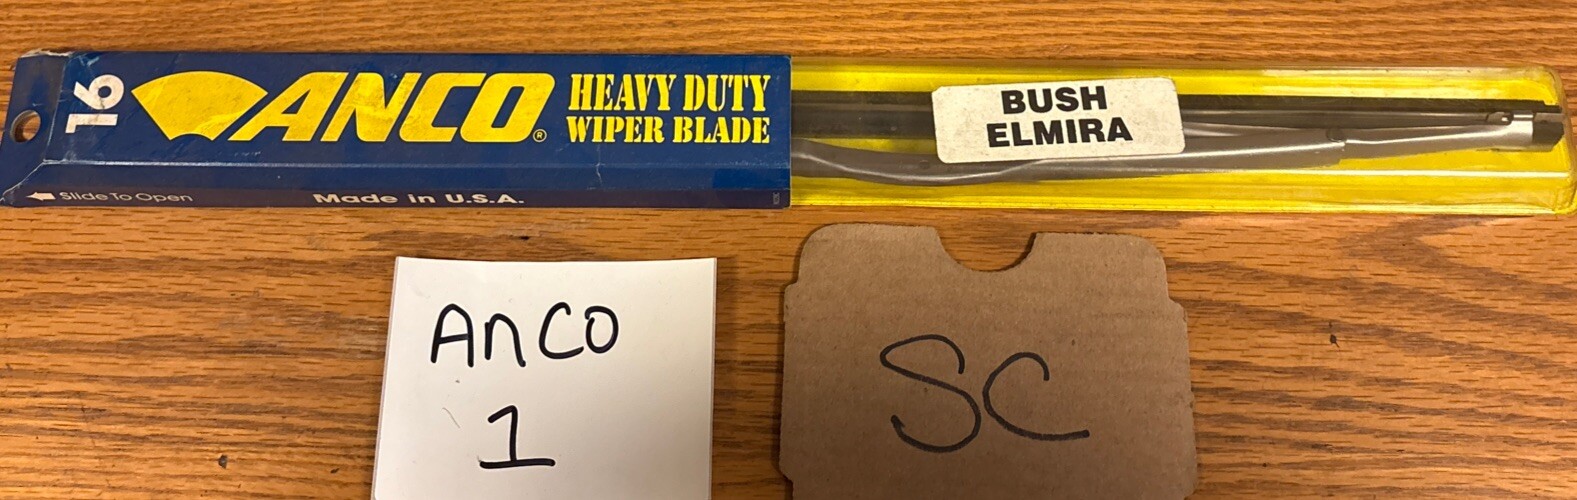 16
ANCO®
HEAVY DUTY
WIPER BLADE
BUSH
ELMIRA
Slide To Open
Made in U.S.A.
Anco
1
SC